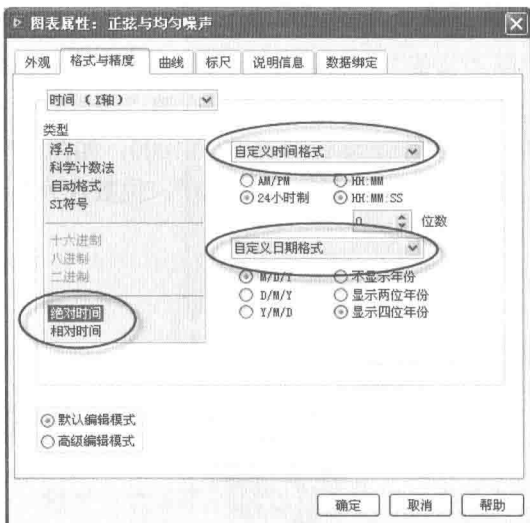 图表属性：正弦与均匀噪声
外观 格式与精度 曲线 标尺 说明信息 数据绑定
时间（X轴）
类型
浮点
科学计数法
自动格式
SI符号
十六进制
八进制
二进制
绝对时间
相对时间
自定义时间格式
AM/PM HH:MM
24小时制 HH:MM:SS
0 位数
自定义日期格式
M/D/Y 不显示年份
D/M/Y 显示两位年份
Y/M/D 显示四位年份
默认编辑模式
高级编辑模式
确定 取消 帮助